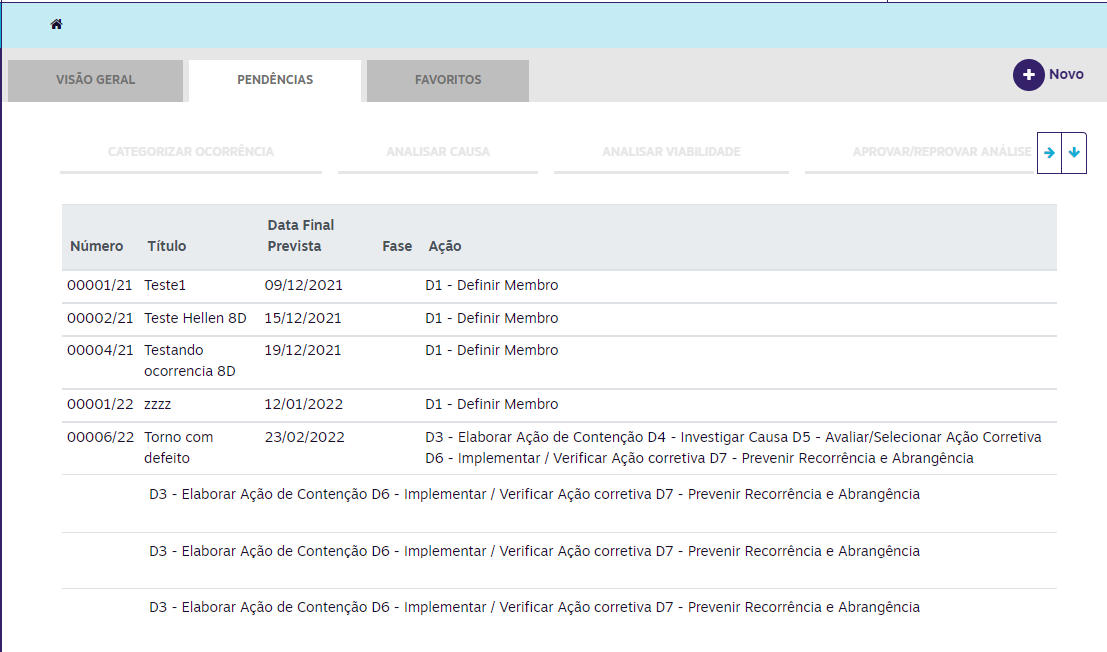 VISÃO GERAL PENDÊNCIAS FAVORITOS Novo
CATEGORIZAR OCORRÊNCIA ANALISAR CAUSA ANALISAR VIABILIDADE APROVAR/REPROVAR ANÁLISE
Data Final
Número Título Prevista Fase Ação
00001/21 Teste1 09/12/2021 D1 - Definir Membro
00002/21 Teste Hellen 8D 15/12/2021 D1 - Definir Membro
00004/21 Testando 19/12/2021 D1 - Definir Membro
ocorrencia 8D
00001/22 zzzz 12/01/2022 D1 - Definir Membro
00006/22 Torno com 23/02/2022 D3 - Elaborar Ação de Contenção D4 - Investigar Causa D5 - Avaliar/Selecionar Ação Corretiva
defeito D6 - Implementar / Verificar Ação corretiva D7 - Prevenir Recorrência e Abrangência
D3 - Elaborar Ação de Contenção D6 - Implementar / Verificar Ação corretiva D7 - Prevenir Recorrência e Abrangência
D3 - Elaborar Ação de Contenção D6 - Implementar / Verificar Ação corretiva D7 - Prevenir Recorrência e Abrangência
D3 - Elaborar Ação de Contenção D6 - Implementar / Verificar Ação corretiva D7 - Prevenir Recorrência e Abrangência